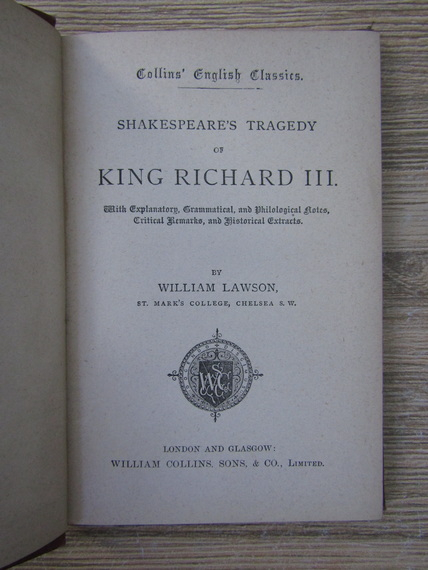 Collins' English Classics.
SHAKESPEARE'S TRAGEDY
OF
KING RICHARD III.
With Explanatory, Grammatical, and Philological Notes,
Critical Remarks, and Historical Extracts.
BY
WILLIAM LAWSON,
ST. MARK'S COLLEGE, CHELSEA S. W.
WCS
LONDON AND GLASGOW:
WILLIAM COLLINS, SONS, & CO., LIMITED.